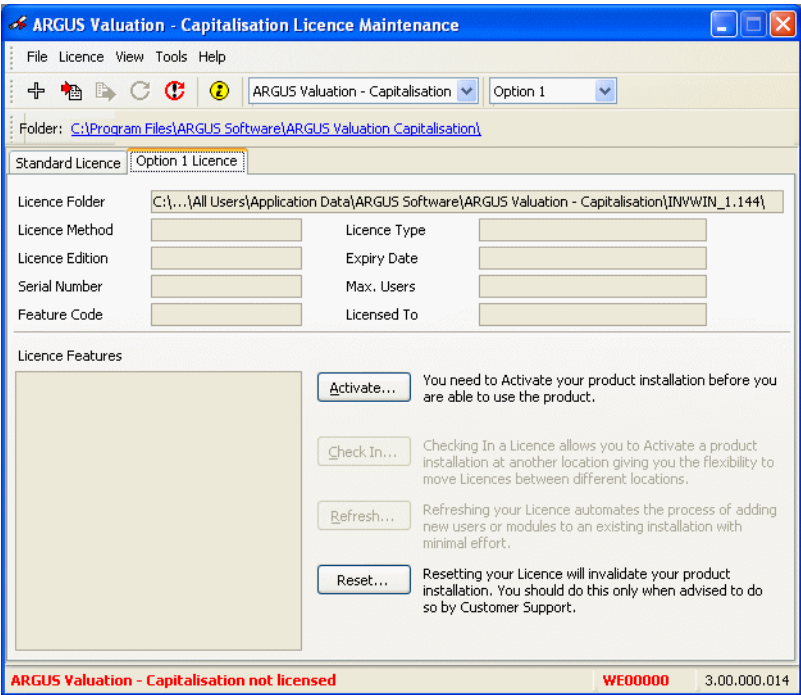 ARGUS Valuation - Capitalisation Licence Maintenance
File Licence View Tools Help
ARGUS Valuation - Capitalisation Option 1
Folder: C:\Program Files\ARGUS Software\ARGUS Valuation Capitalisation\
Standard Licence Option 1 Licence
Licence Folder C:\...\All Users\Application Data\ARGUS Software\ARGUS Valuation - Capitalisation\INVWIN_1.144\
Licence Method Licence Type
Licence Edition Expiry Date
Serial Number Max. Users
Feature Code Licensed To
Licence Features
Activate... You need to Activate your product installation before you
are able to use the product.
Check In... Checking In a Licence allows you to Activate a product
installation at another location giving you the flexibility to
move Licences between different locations.
Refresh... Refreshing your Licence automates the process of adding
new users or modules to an existing installation with
minimal effort.
Reset... Resetting your Licence will invalidate your product
installation. You should do this only when advised to do
so by Customer Support.
ARGUS Valuation - Capitalisation not licensed WE00000 3.00.000.014